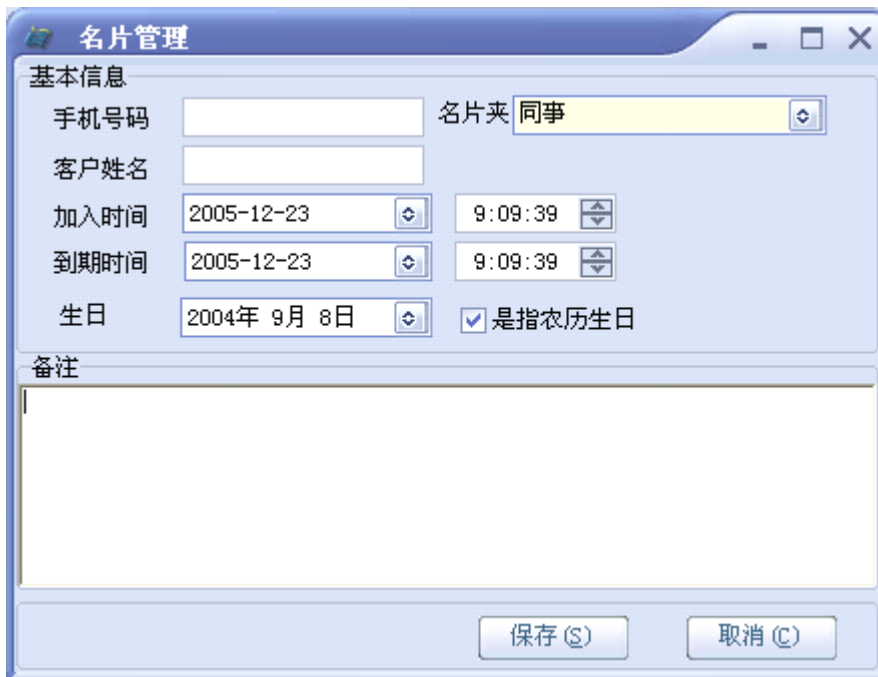 名片管理
基本信息
手机号码 名片夹 同事
客户姓名
加入时间 2005-12-23 9:09:39
到期时间 2005-12-23 9:09:39
生日 2004年 9月 8日 是指农历生日
备注
保存(S) 取消(C)